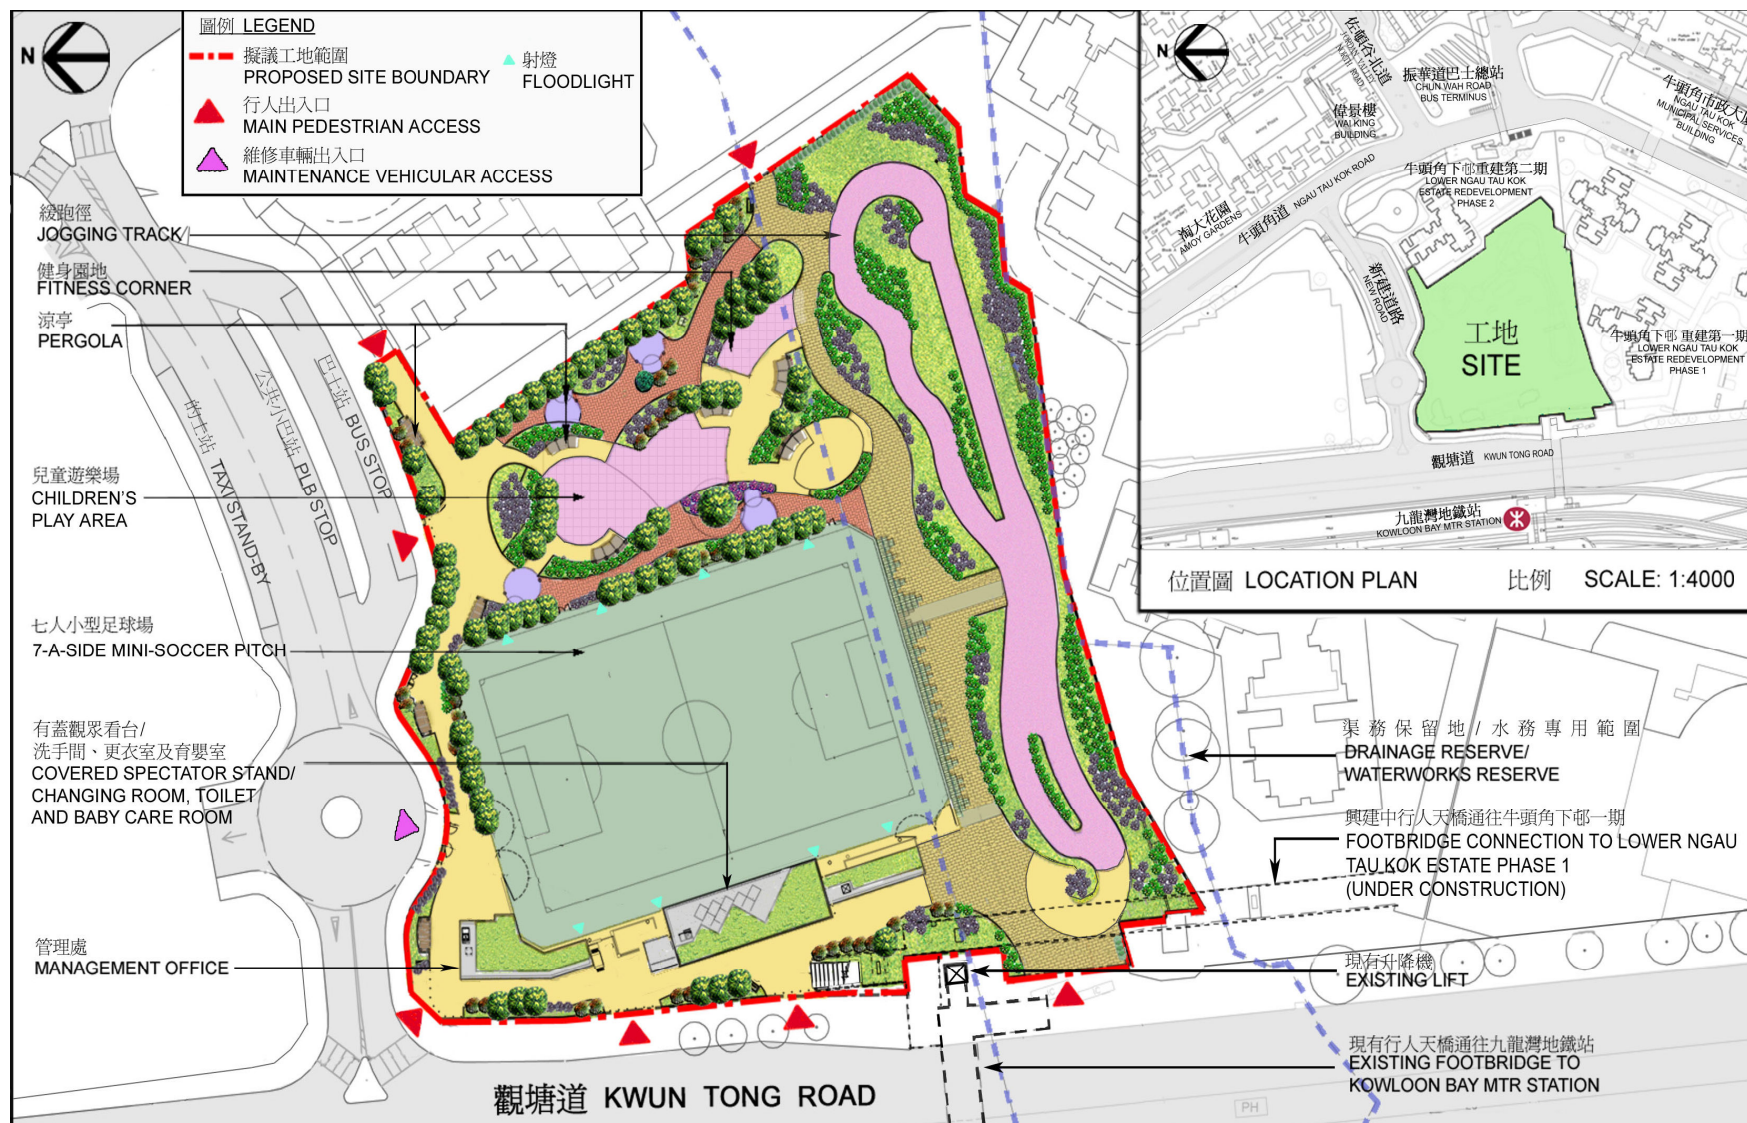 圖例 LEGEND
擬議工地範圍
PROPOSED SITE BOUNDARY
射燈
FLOODLIGHT
行人出入口
MAIN PEDESTRIAN ACCESS
維修車輛出入口
MAINTENANCE VEHICULAR ACCESS
N
緩跑徑
JOGGING TRACK
健身園地
FITNESS CORNER
涼亭
PERGOLA
兒童遊樂場
CHILDREN'S
PLAY AREA
七人小型足球場
7-A-SIDE MINI-SOCCER PITCH
有蓋觀眾看台/
洗手間、更衣室及育嬰室
COVERED SPECTATOR STAND/
CHANGING ROOM, TOILET
AND BABY CARE ROOM
管理處
MANAGEMENT OFFICE
的士站 TAXI STAND-BY
公共小巴站 PLB STOP
巴士站 BUS STOP
觀塘道 KWUN TONG ROAD
渠務保留地/水務專用範圍
DRAINAGE RESERVE/
WATERWORKS RESERVE
興建中行人天橋通往牛頭角下邨一期
FOOTBRIDGE CONNECTION TO LOWER NGAU
TAU KOK ESTATE PHASE 1
(UNDER CONSTRUCTION)
現有升降機
EXISTING LIFT
現有行人天橋通往九龍灣地鐵站
EXISTING FOOTBRIDGE TO
KOWLOON BAY MTR STATION
PH
N
佐敦谷北道
JORDAN VALLEY
NORTH ROAD
振華道巴士總站
CHUN WAH ROAD
BUS TERMINUS
牛頭角市政大廈
NGAU TAU KOK
MUNICIPAL SERVICES
BUILDING
偉景樓
WAI KING
BUILDING
淘大花園
AMOY GARDENS
牛頭角道 NGAU TAU KOK ROAD
牛頭角下邨重建第二期
LOWER NGAU TAU KOK
ESTATE REDEVELOPMENT
PHASE 2
新建道路
NEW ROAD
工地
SITE
牛頭角下邨 重建第一期
LOWER NGAU TAU KOK
ESTATE REDEVELOPMENT
PHASE 1
觀塘道 KWUN TONG ROAD
九龍灣地鐵站
KOWLOON BAY MTR STATION
位置圖 LOCATION PLAN
比例 SCALE: 1:4000